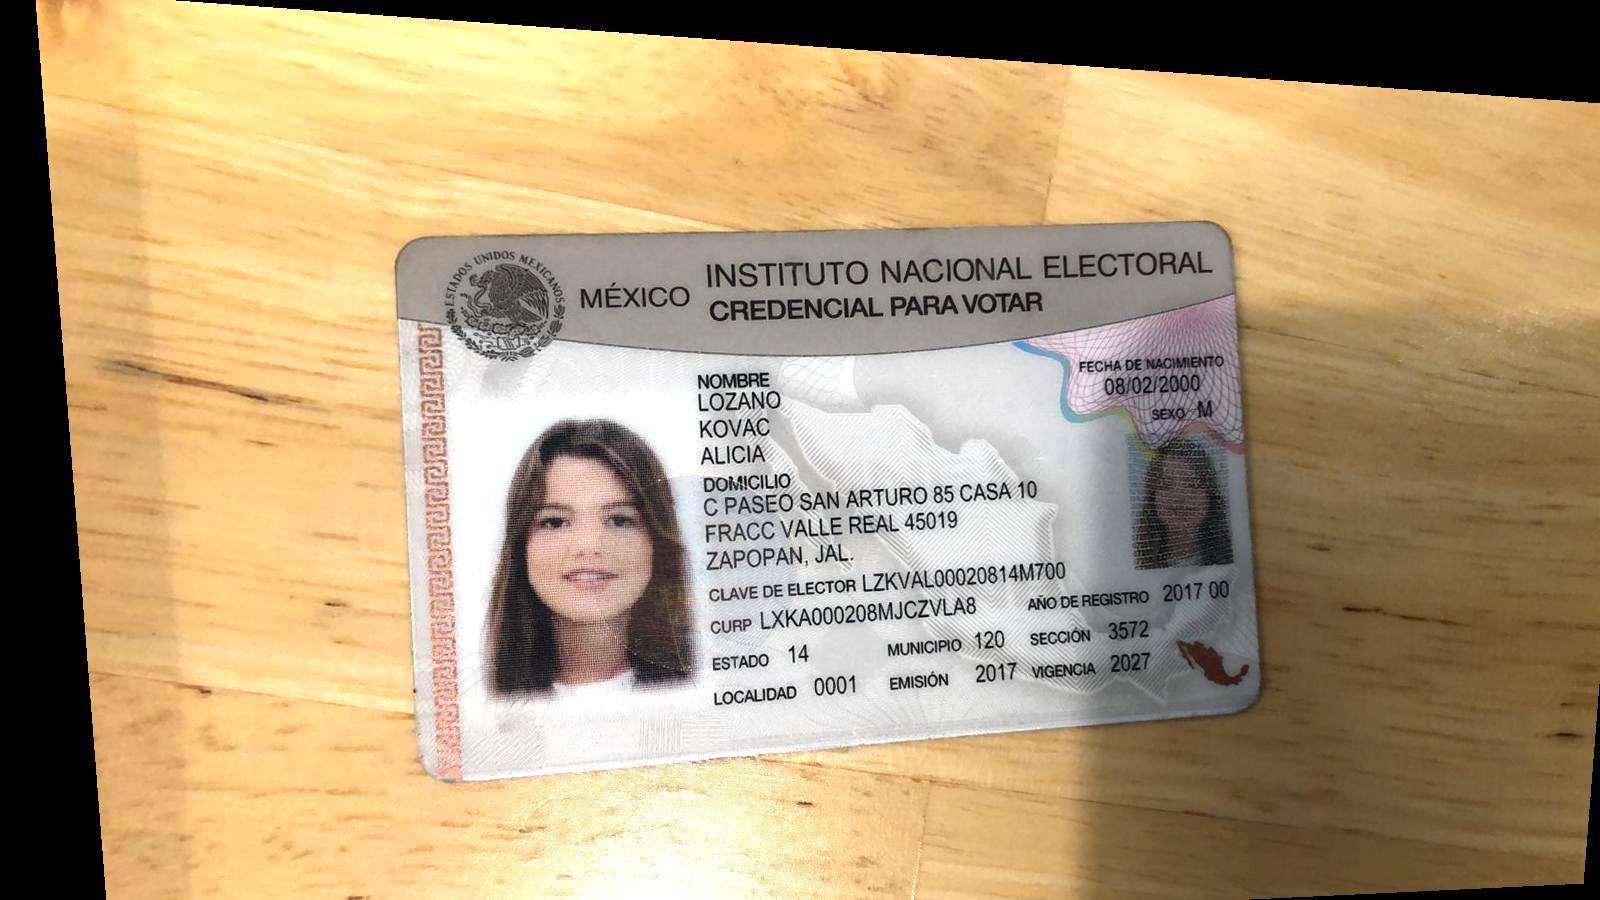 ESTADOS UNIDOS MEXICANOS
MÉXICO
INSTITUTO NACIONAL ELECTORAL
CREDENCIAL PARA VOTAR
FECHA DE NACIMIENTO
08/02/2000
SEXO M
NOMBRE
LOZANO
KOVAC
ALICIA
DOMICILIO
C PASEO SAN ARTURO 85 CASA 10
FRACC VALLE REAL 45019
ZAPOPAN, JAL.
CLAVE DE ELECTOR LZKVAL00020814M700
CURP LXKA000208MJCZVLA8 AÑO DE REGISTRO 2017 00
ESTADO 14 MUNICIPIO 120 SECCIÓN 3572
LOCALIDAD 0001 EMISIÓN 2017 VIGENCIA 2027